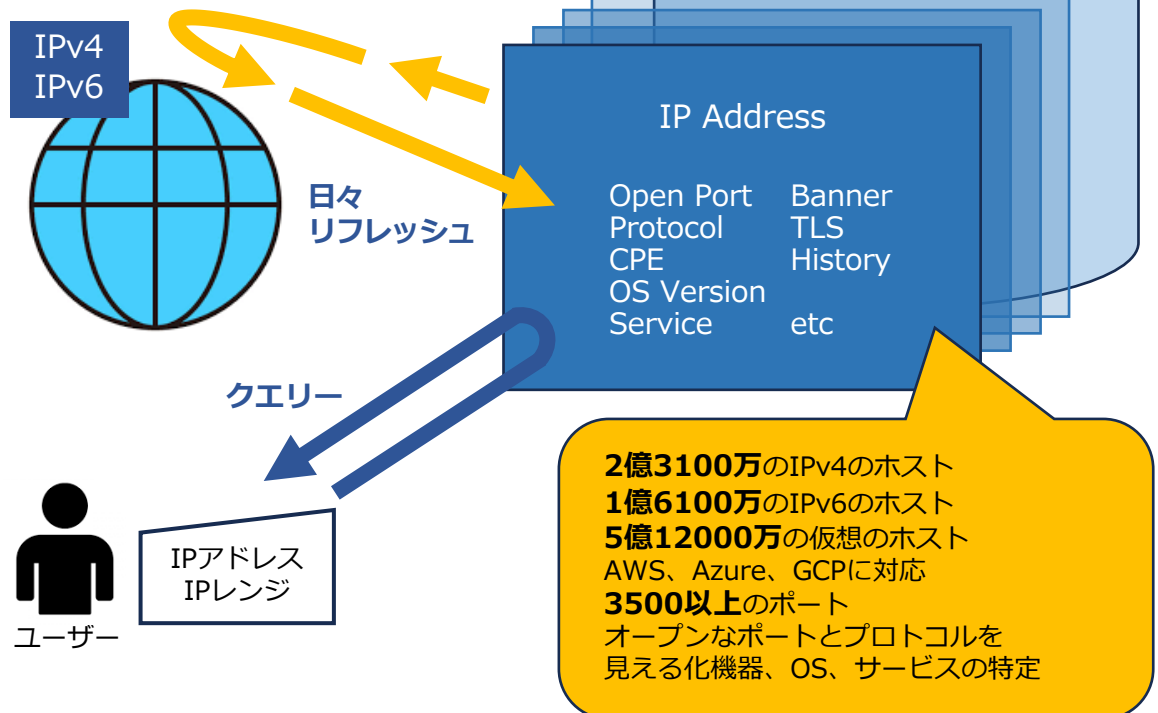 IPv4
IPv6
IP Address
Open Port Banner
Protocol TLS
CPE History
OS Version
Service etc
日々
リフレッシュ
クエリー
IPアドレス
IPレンジ
ユーザー
2億3100万のIPv4のホスト
1億6100万のIPv6のホスト
5億12000万の仮想のホスト
AWS、Azure、GCPに対応
3500以上のポート
オープンなポートとプロトコルを
見える化機器、OS、サービスの特定